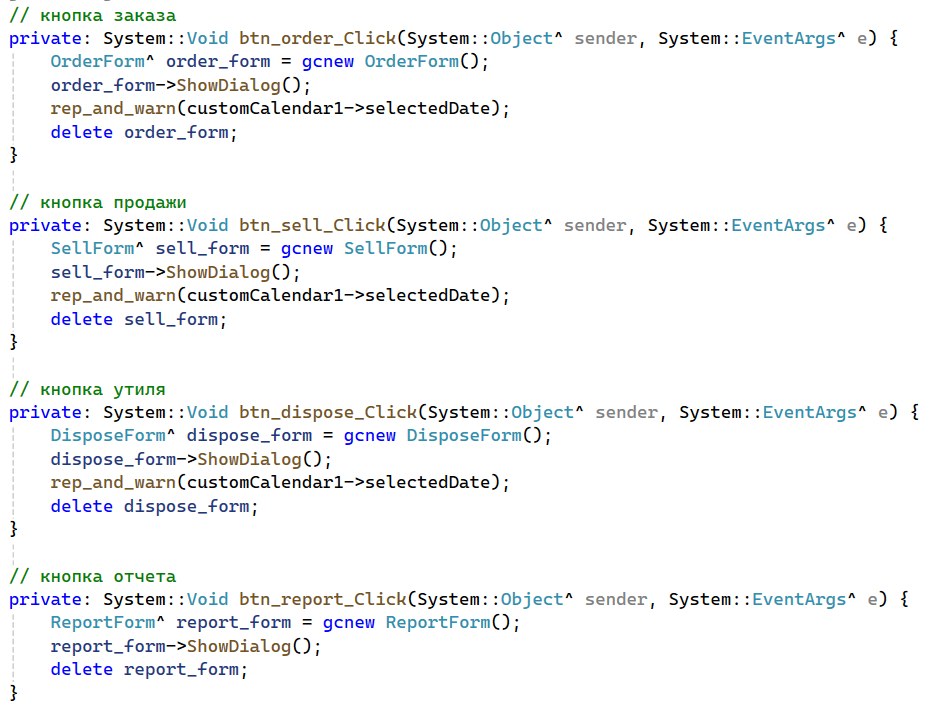 // кнопка заказа
private: System::Void btn_order_Click(System::Object^ sender, System::EventArgs^ e) {
    OrderForm^ order_form = gcnew OrderForm();
    order_form->ShowDialog();
    rep_and_warn(customCalendar1->selectedDate);
    delete order_form;
}

// кнопка продажи
private: System::Void btn_sell_Click(System::Object^ sender, System::EventArgs^ e) {
    SellForm^ sell_form = gcnew SellForm();
    sell_form->ShowDialog();
    rep_and_warn(customCalendar1->selectedDate);
    delete sell_form;
}

// кнопка утиля
private: System::Void btn_dispose_Click(System::Object^ sender, System::EventArgs^ e) {
    DisposeForm^ dispose_form = gcnew DisposeForm();
    dispose_form->ShowDialog();
    rep_and_warn(customCalendar1->selectedDate);
    delete dispose_form;
}

// кнопка отчета
private: System::Void btn_report_Click(System::Object^ sender, System::EventArgs^ e) {
    ReportForm^ report_form = gcnew ReportForm();
    report_form->ShowDialog();
    delete report_form;
}